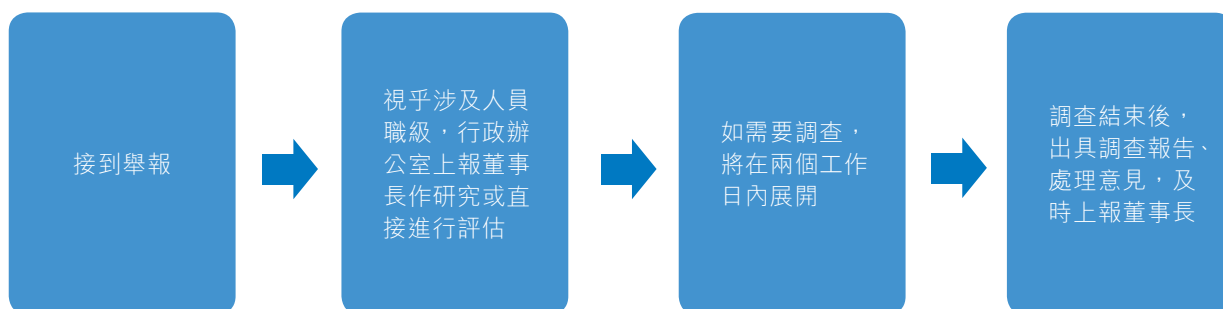 接到舉報
視乎涉及人員
職級，行政辦
公室上報董事
長作研究或直
接進行評估
如需要調查，
將在兩個工作
日內展開
調查結束後，
出具調查報告、
處理意見，及
時上報董事長